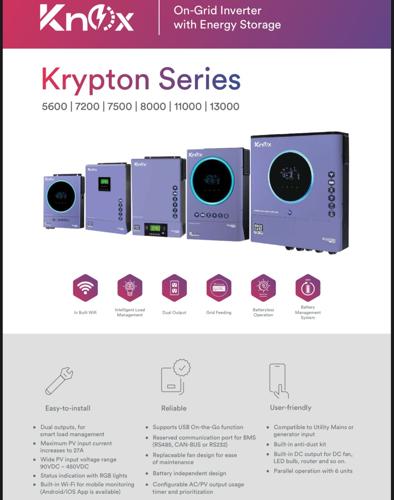 Knox
On-Grid Inverter
with Energy Storage
Krypton Series
5600 | 7200 | 7500 | 8000 | 11000 | 13000
Knox
Knox
Knox
Knox
Knox
In Built Wifi
Intelligent Load
Management
Dual Output
Grid Feeding
Batteryless
Operation
Battery
Management
System
Easy-to-install
Reliable
User-friendly
Dual outputs, for
smart load management
Maximum PV input current
increases to 27A
Wide PV input voltage range
90VDC – 450VDC
Status indication with RGB lights
Built-in Wi-Fi for mobile monitoring
(Android/IOS App is available)
Supports USB On-the-Go function
Reserved communication port for BMS
(RS485, CAN-BUS or RS232)
Replaceable fan design for ease
of maintenance
Battery independent design
Configurable AC/PV output usage
timer and prioritization
Compatible to Utility Mains or
generator input
Built-in anti-dust kit
Built-in DC output for DC fan,
LED bulb, router and so on.
Parallel operation with 6 units